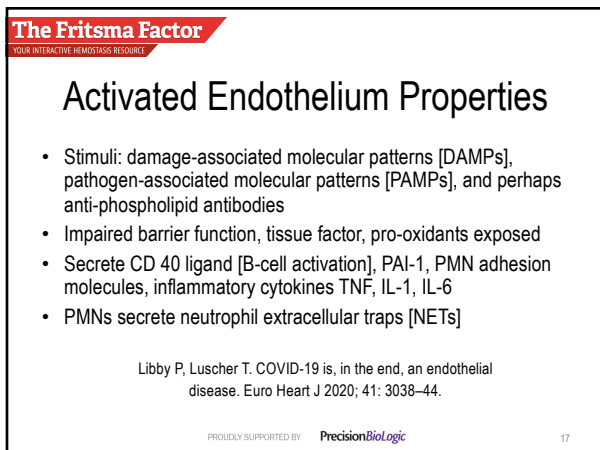 The Fritsma Factor
YOUR INTERACTIVE HEMOSTASIS RESOURCE
Activated Endothelium Properties
• Stimuli: damage-associated molecular patterns [DAMPs],
pathogen-associated molecular patterns [PAMPs], and perhaps
anti-phospholipid antibodies
• Impaired barrier function, tissue factor, pro-oxidants exposed
• Secrete CD 40 ligand [B-cell activation], PAI-1, PMN adhesion
molecules, inflammatory cytokines TNF, IL-1, IL-6
• PMNs secrete neutrophil extracellular traps [NETs]
Libby P, Luscher T. COVID-19 is, in the end, an endothelial
disease. Euro Heart J 2020; 41: 3038–44.
PROUDLY SUPPORTED BY PrecisionBioLogic 17